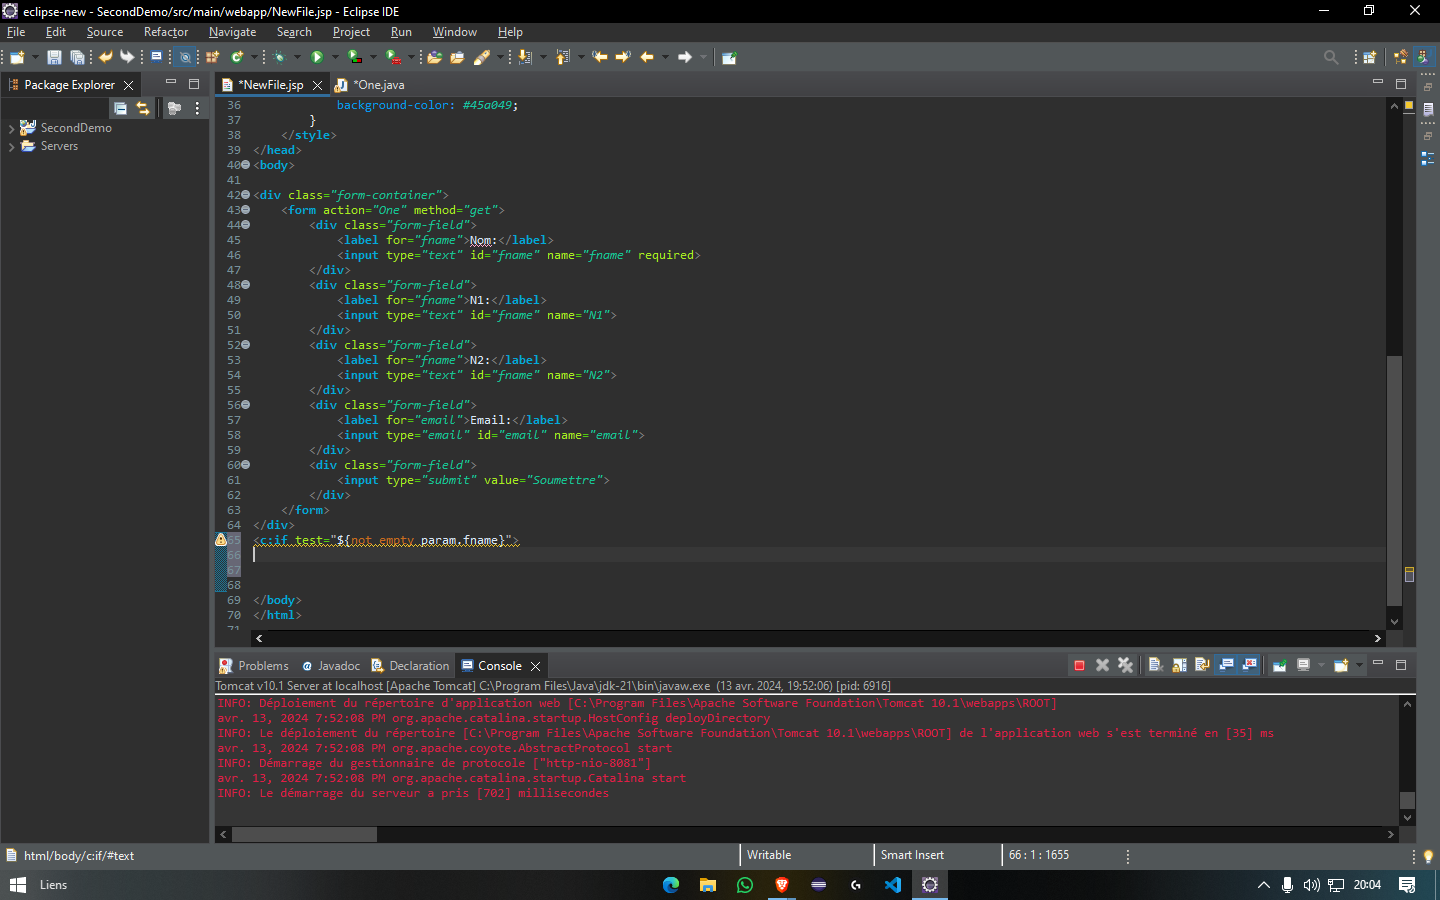 eclipse-new - SecondDemo/src/main/webapp/NewFile.jsp - Eclipse IDE
File Edit Source Refactor Navigate Search Project Run Window Help
Package Explorer
*NewFile.jsp
*One.java
SecondDemo
Servers
36 background-color: #45a049;
37 }
38 </style>
39 </head>
40 <body>
41
42 <div class="form-container">
43 <form action="One" method="get">
44 <div class="form-field">
45 <label for="fname">Nom:</label>
46 <input type="text" id="fname" name="fname" required>
47 </div>
48 <div class="form-field">
49 <label for="fname">N1:</label>
50 <input type="text" id="fname" name="N1">
51 </div>
52 <div class="form-field">
53 <label for="fname">N2:</label>
54 <input type="text" id="fname" name="N2">
55 </div>
56 <div class="form-field">
57 <label for="email">Email:</label>
58 <input type="email" id="email" name="email">
59 </div>
60 <div class="form-field">
61 <input type="submit" value="Soumettre">
62 </div>
63 </form>
64 </div>
65 <c:if test="${not empty param.fname}">
66
67
68
69 </body>
70 </html>
71
Problems @ Javadoc Declaration Console
Tomcat v10.1 Server at localhost [Apache Tomcat] C:\Program Files\Java\jdk-21\bin\javaw.exe (13 avr. 2024, 19:52:06) [pid: 6916]
INFO: Déploiement du répertoire d'application web [C:\Program Files\Apache Software Foundation\Tomcat 10.1\webapps\ROOT]
avr. 13, 2024 7:52:08 PM org.apache.catalina.startup.HostConfig deployDirectory
INFO: Le déploiement du répertoire [C:\Program Files\Apache Software Foundation\Tomcat 10.1\webapps\ROOT] de l'application web s'est terminé en [35] ms
avr. 13, 2024 7:52:08 PM org.apache.coyote.AbstractProtocol start
INFO: Démarrage du gestionnaire de protocole ["http-nio-8081"]
avr. 13, 2024 7:52:08 PM org.apache.catalina.startup.Catalina start
INFO: Le démarrage du serveur a pris [702] millisecondes
html/body/c:if/#text
Writable
Smart Insert
66 : 1 : 1655
Liens
20:04